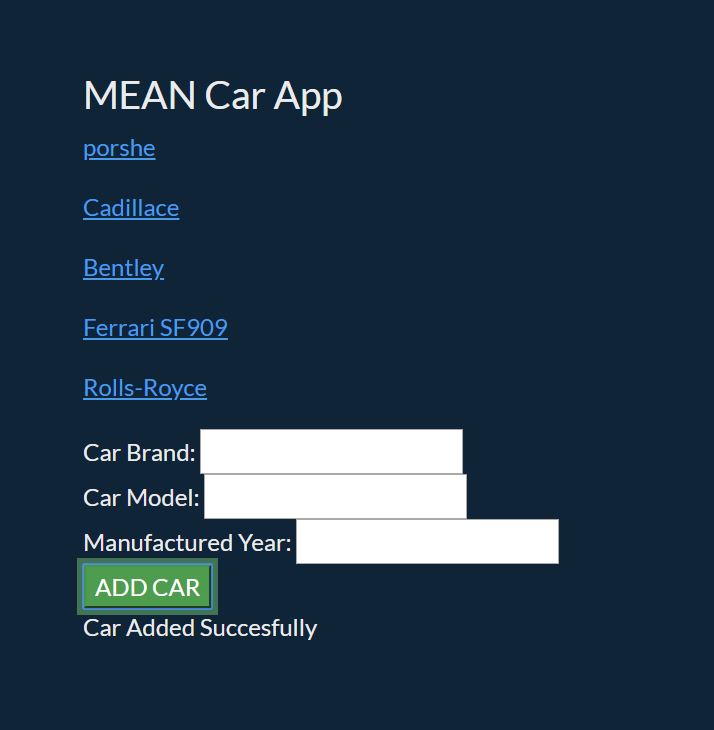 MEAN Car App
porshe
Cadillace
Bentley
Ferrari SF909
Rolls-Royce
Car Brand:
Car Model:
Manufactured Year:
ADD CAR
Car Added Succesfully